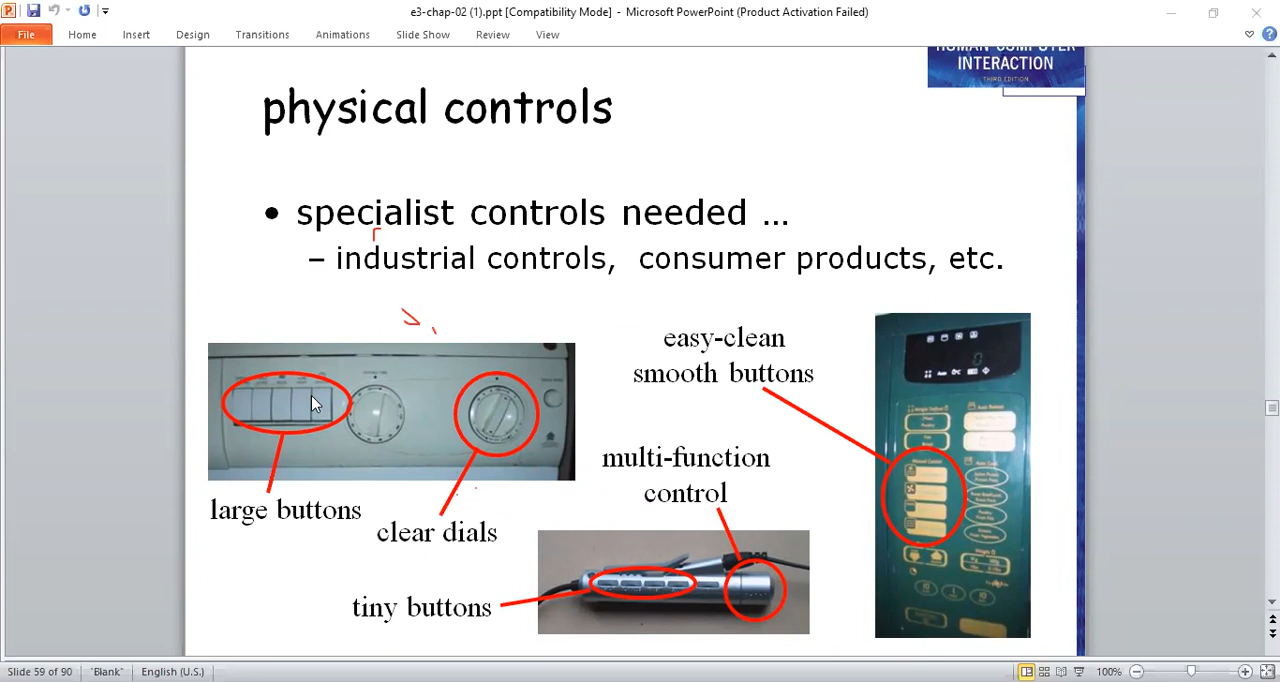 e3-chap-02 (1).ppt [Compatibility Mode] - Microsoft PowerPoint (Product Activation Failed)
File Home Insert Design Transitions Animations Slide Show Review View
HUMAN-COMPUTER
INTERACTION
THIRD EDITION
physical controls
• specialist controls needed ...
– industrial controls, consumer products, etc.
easy-clean
smooth buttons
multi-function
control
large buttons
clear dials
tiny buttons
Slide 59 of 90 "Blank" English (U.S.) 100%